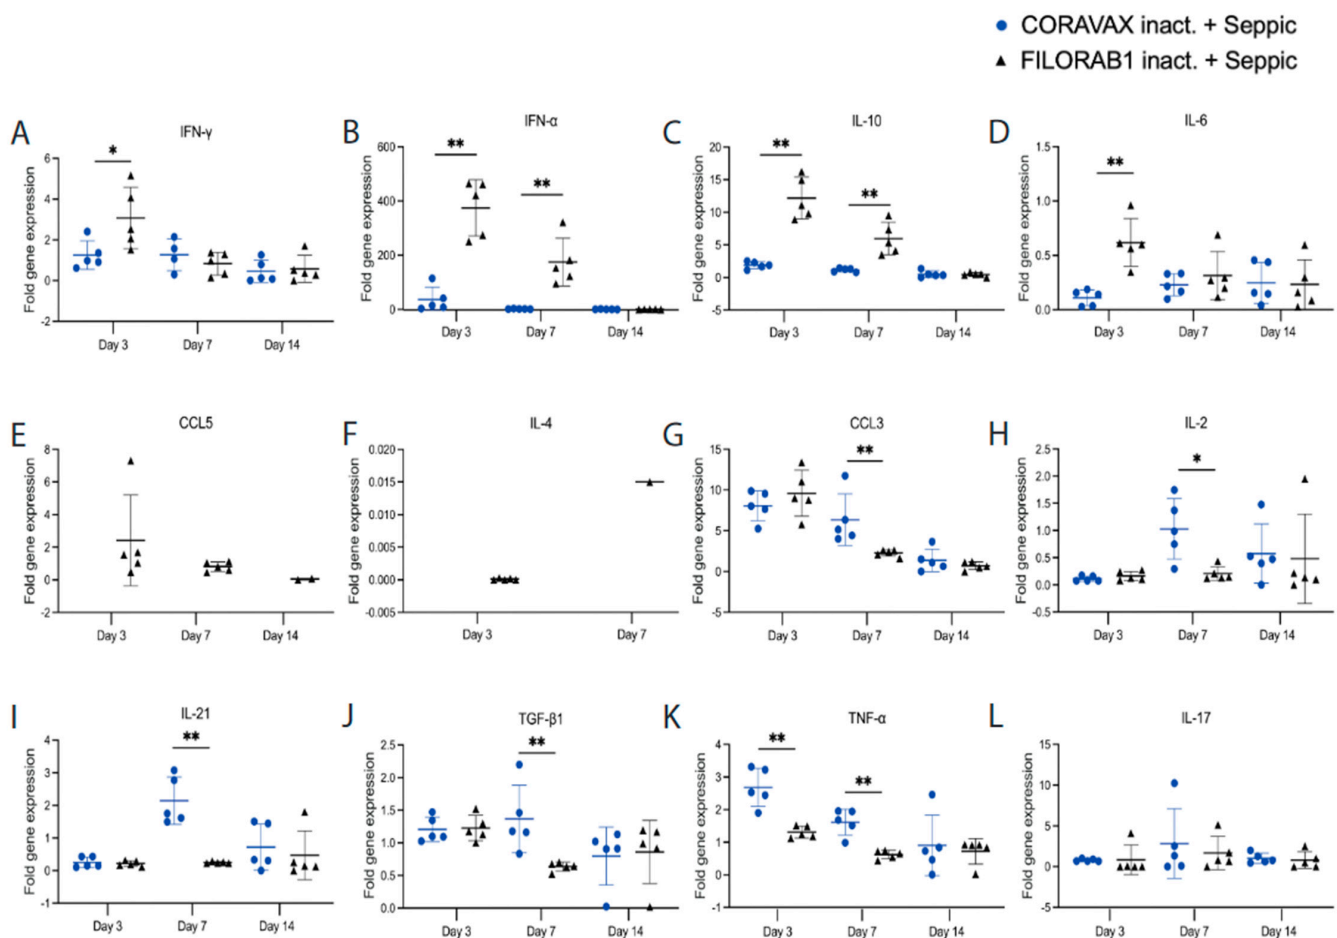 CORAVAX inact. + Seppic
FILORAB1 inact. + Seppic
A
IFN-γ
*
Fold gene expression
6
4
2
0
-2
Day 3 Day 7 Day 14
B
IFN-α
**
**
Fold gene expression
600
400
200
0
Day 3 Day 7 Day 14
C
IL-10
**
**
Fold gene expression
20
15
10
5
0
-5
Day 3 Day 7 Day 14
D
IL-6
**
Fold gene expression
1.5
1.0
0.5
0.0
Day 3 Day 7 Day 14
E
CCL5
Fold gene expression
8
6
4
2
0
-2
Day 3 Day 7 Day 14
F
IL-4
Fold gene expression
0.020
0.015
0.010
0.005
0.000
-0.005
Day 3 Day 7
G
CCL3
**
Fold gene expression
15
10
5
0
-5
Day 3 Day 7 Day 14
H
IL-2
*
Fold gene expression
2.5
2.0
1.5
1.0
0.5
0.0
-0.5
Day 3 Day 7 Day 14
I
IL-21
**
Fold gene expression
4
3
2
1
0
-1
Day 3 Day 7 Day 14
J
TGF-β1
**
Fold gene expression
2.5
2.0
1.5
1.0
0.5
0.0
Day 3 Day 7 Day 14
K
TNF-α
**
**
Fold gene expression
4
3
2
1
0
-1
Day 3 Day 7 Day 14
L
IL-17
Fold gene expression
15
10
5
0
-5
Day 3 Day 7 Day 14